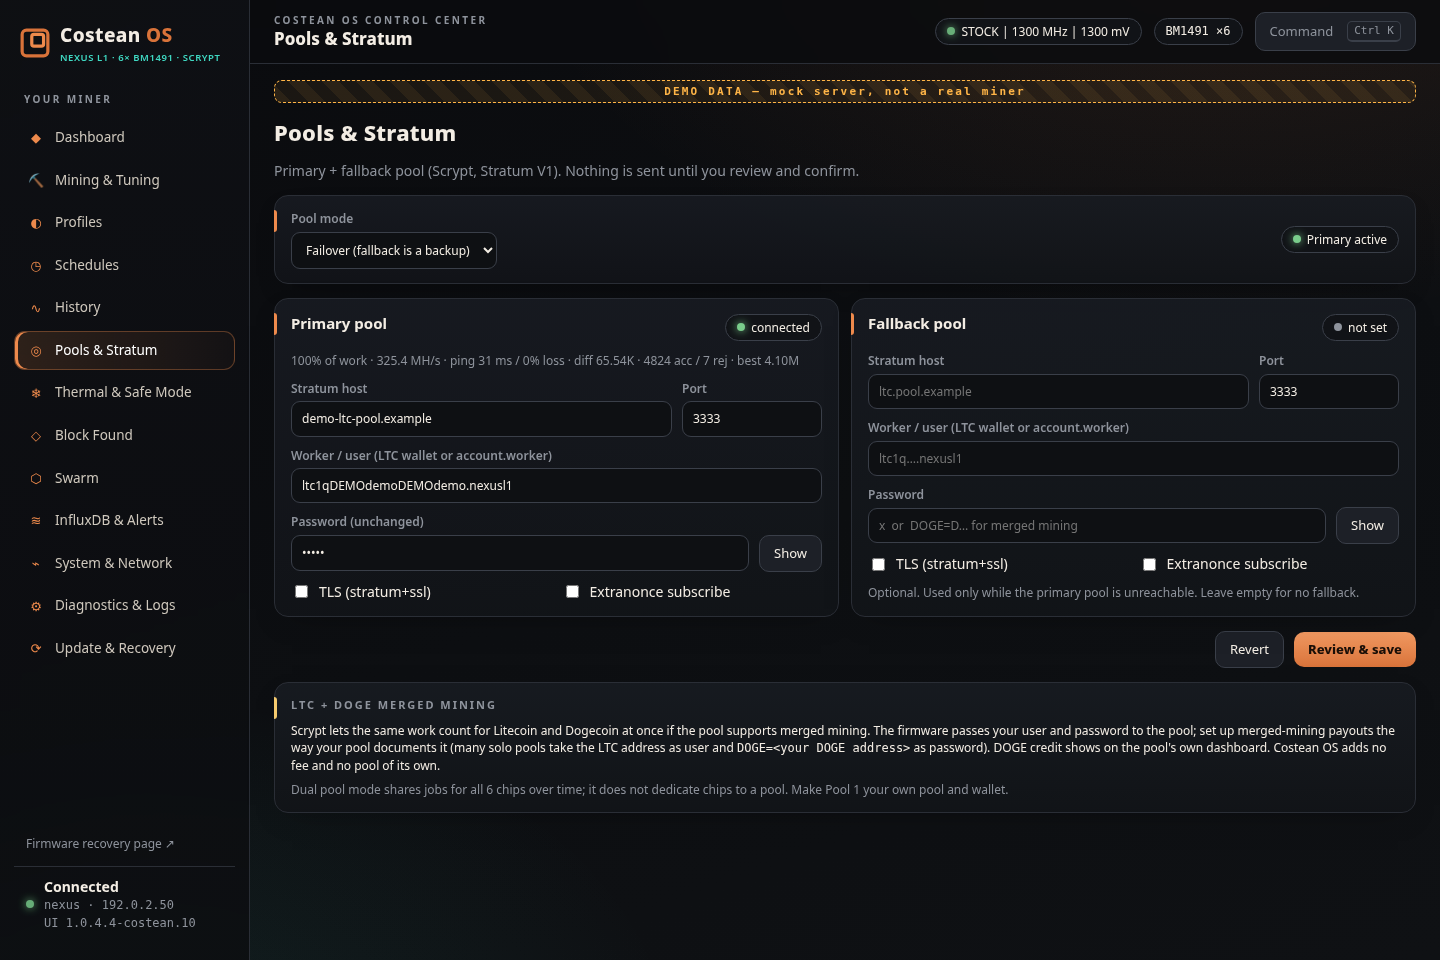 Costean OS
NEXUS L1 · 6× BM1491 · SCRYPT
YOUR MINER
Dashboard
Mining & Tuning
Profiles
Schedules
History
Pools & Stratum
Thermal & Safe Mode
Block Found
Swarm
InfluxDB & Alerts
System & Network
Diagnostics & Logs
Update & Recovery
Firmware recovery page ↗
Connected
nexus · 192.0.2.50
UI 1.0.4.4-costean.10
COSTEAN OS CONTROL CENTER
Pools & Stratum
STOCK | 1300 MHz | 1300 mV
BM1491 ×6
Command Ctrl K
DEMO DATA — mock server, not a real miner
Pools & Stratum
Primary + fallback pool (Scrypt, Stratum V1). Nothing is sent until you review and confirm.
Pool mode
Failover (fallback is a backup)
Primary active
Primary pool
connected
100% of work · 325.4 MH/s · ping 31 ms / 0% loss · diff 65.54K · 4824 acc / 7 rej · best 4.10M
Stratum host
Port
demo-ltc-pool.example
3333
Worker / user (LTC wallet or account.worker)
ltc1qDEMOdemoDEMOdemo.nexusl1
Password (unchanged)
•••••
Show
TLS (stratum+ssl)
Extranonce subscribe
Fallback pool
not set
Stratum host
Port
ltc.pool.example
3333
Worker / user (LTC wallet or account.worker)
ltc1q....nexusl1
Password
x or DOGE=D... for merged mining
Show
TLS (stratum+ssl)
Extranonce subscribe
Optional. Used only while the primary pool is unreachable. Leave empty for no fallback.
Revert
Review & save
LTC + DOGE MERGED MINING
Scrypt lets the same work count for Litecoin and Dogecoin at once if the pool supports merged mining. The firmware passes your user and password to the pool; set up merged-mining payouts the
way your pool documents it (many solo pools take the LTC address as user and DOGE=<your DOGE address> as password). DOGE credit shows on the pool's own dashboard. Costean OS adds no
fee and no pool of its own.
Dual pool mode shares jobs for all 6 chips over time; it does not dedicate chips to a pool. Make Pool 1 your own pool and wallet.